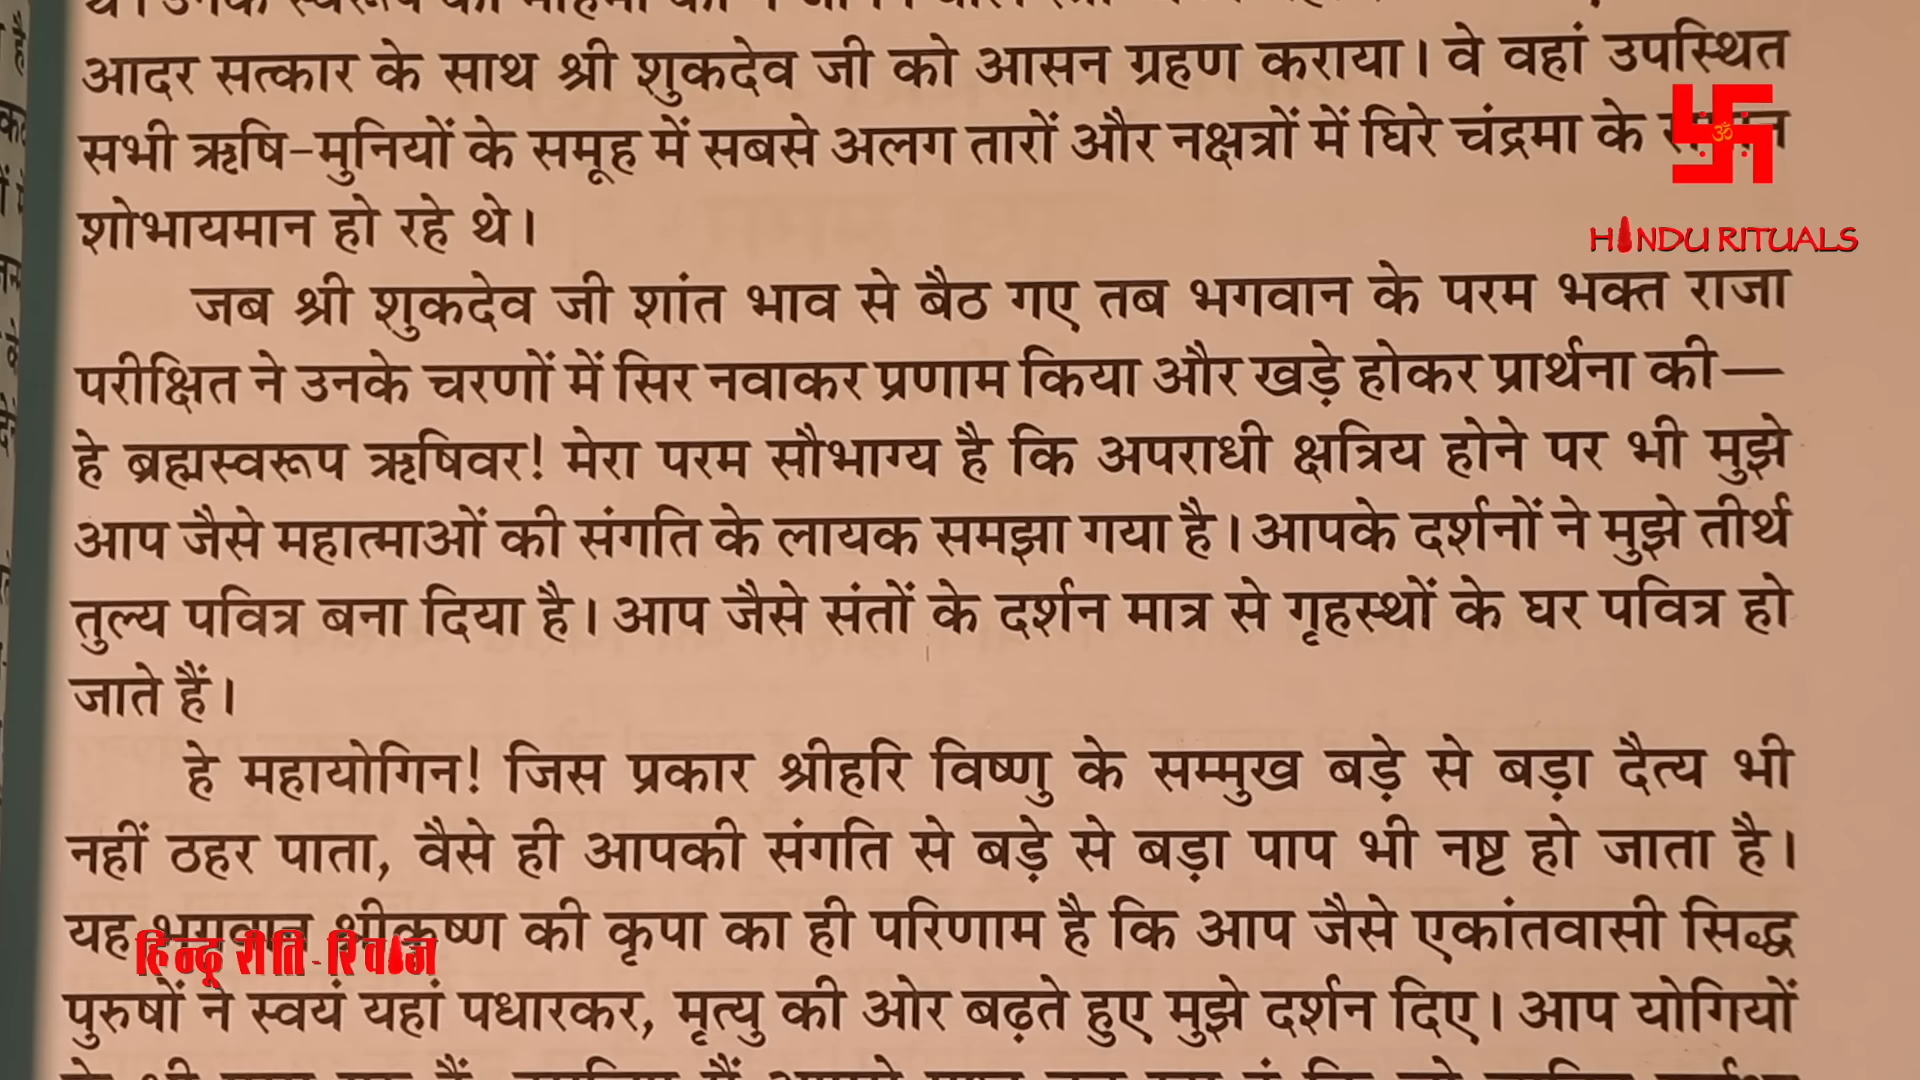 आदर सत्कार के साथ श्री शुकदेव जी को आसन ग्रहण कराया। वे वहां उपस्थित
सभी ऋषि-मुनियों के समूह में सबसे अलग तारों और नक्षत्रों में घिरे चंद्रमा के
शोभायमान हो रहे थे।
HINDU RITUALS
जब श्री शुकदेव जी शांत भाव से बैठ गए तब भगवान के परम भक्त राजा
परीक्षित ने उनके चरणों में सिर नवाकर प्रणाम किया और खड़े होकर प्रार्थना की—
हे ब्रह्मस्वरूप ऋषिवर! मेरा परम सौभाग्य है कि अपराधी क्षत्रिय होने पर भी मुझे
आप जैसे महात्माओं की संगति के लायक समझा गया है। आपके दर्शनों ने मुझे तीर्थ
तुल्य पवित्र बना दिया है। आप जैसे संतों के दर्शन मात्र से गृहस्थों के घर पवित्र हो
जाते हैं।
हे महायोगिन! जिस प्रकार श्रीहरि विष्णु के सम्मुख बड़े से बड़ा दैत्य भी
नहीं ठहर पाता, वैसे ही आपकी संगति से बड़े से बड़ा पाप भी नष्ट हो जाता है।
यह भगवान श्रीकृष्ण की कृपा का ही परिणाम है कि आप जैसे एकांतवासी सिद्ध
हिन्दू रीति-रिवाज
पुरुषों ने स्वयं यहां पधारकर, मृत्यु की ओर बढ़ते हुए मुझे दर्शन दिए। आप योगियों